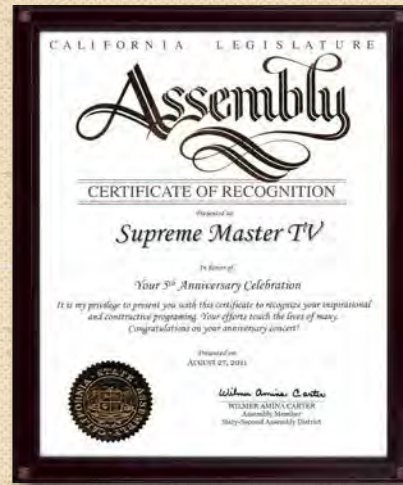 CALIFORNIA LEGISLATURE
Assembly
CERTIFICATE OF RECOGNITION
Presented to:
Supreme Master TV
In honor of
Your 5th Anniversary Celebration
It is my privilege to present you with this certificate to recognize your inspirational
and constructive programing. Your efforts touch the lives of many.
Congratulations on your anniversary concert!
Presented on
AUGUST 27, 2011
Wilmer Amina Carter
WILMER AMINA CARTER
Assembly Member
Sixty-Second Assembly District